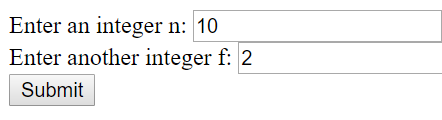 Enter an integer n: 10
Enter another integer f: 2
Submit